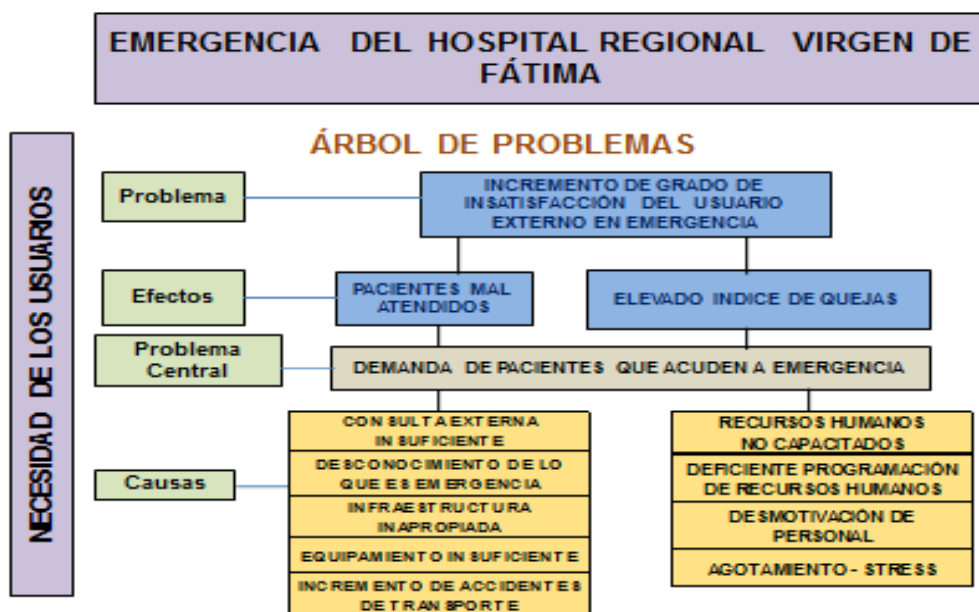 EMERGENCIA DEL HOSPITAL REGIONAL VIRGEN DE
FÁTIMA
NECESIDAD DE LOS USUARIOS
ÁRBOL DE PROBLEMAS
Problema
INCREMENTO DE GRADO DE
INSATISFACCIÓN DEL USUARIO
EXTERNO EN EMERGENCIA
Efectos
PACIENTES MAL
ATENDIDOS
ELEVADO INDICE DE QUEJAS
Problema
Central
DEMANDA DE PACIENTES QUE ACUDEN A EMERGENCIA
Causas
CONSULTA EXTERNA
INSUFICIENTE
DESCONOCIMIENTO DE LO
QUE ES EMERGENCIA
INFRAESTRUCTURA
INAPROPIADA
EQUIPAMIENTO INSUFICIENTE
INCREMENTO DE ACCIDENTES
DE TRANSPORTE
RECURSOS HUMANOS
NO CAPACITADOS
DEFICIENTE PROGRAMACIÓN
DE RECURSOS HUMANOS
DESMOTIVACIÓN DE
PERSONAL
AGOTAMIENTO - STRESS